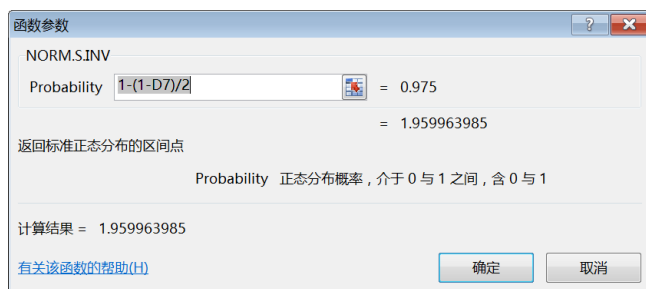 函数参数
NORM.S.INV
Probability 1-(1-D7)/2 = 0.975
= 1.959963985
返回标准正态分布的区间点
Probability 正态分布概率，介于 0 与 1 之间，含 0 与 1
计算结果 = 1.959963985
有关该函数的帮助(H) 确定 取消